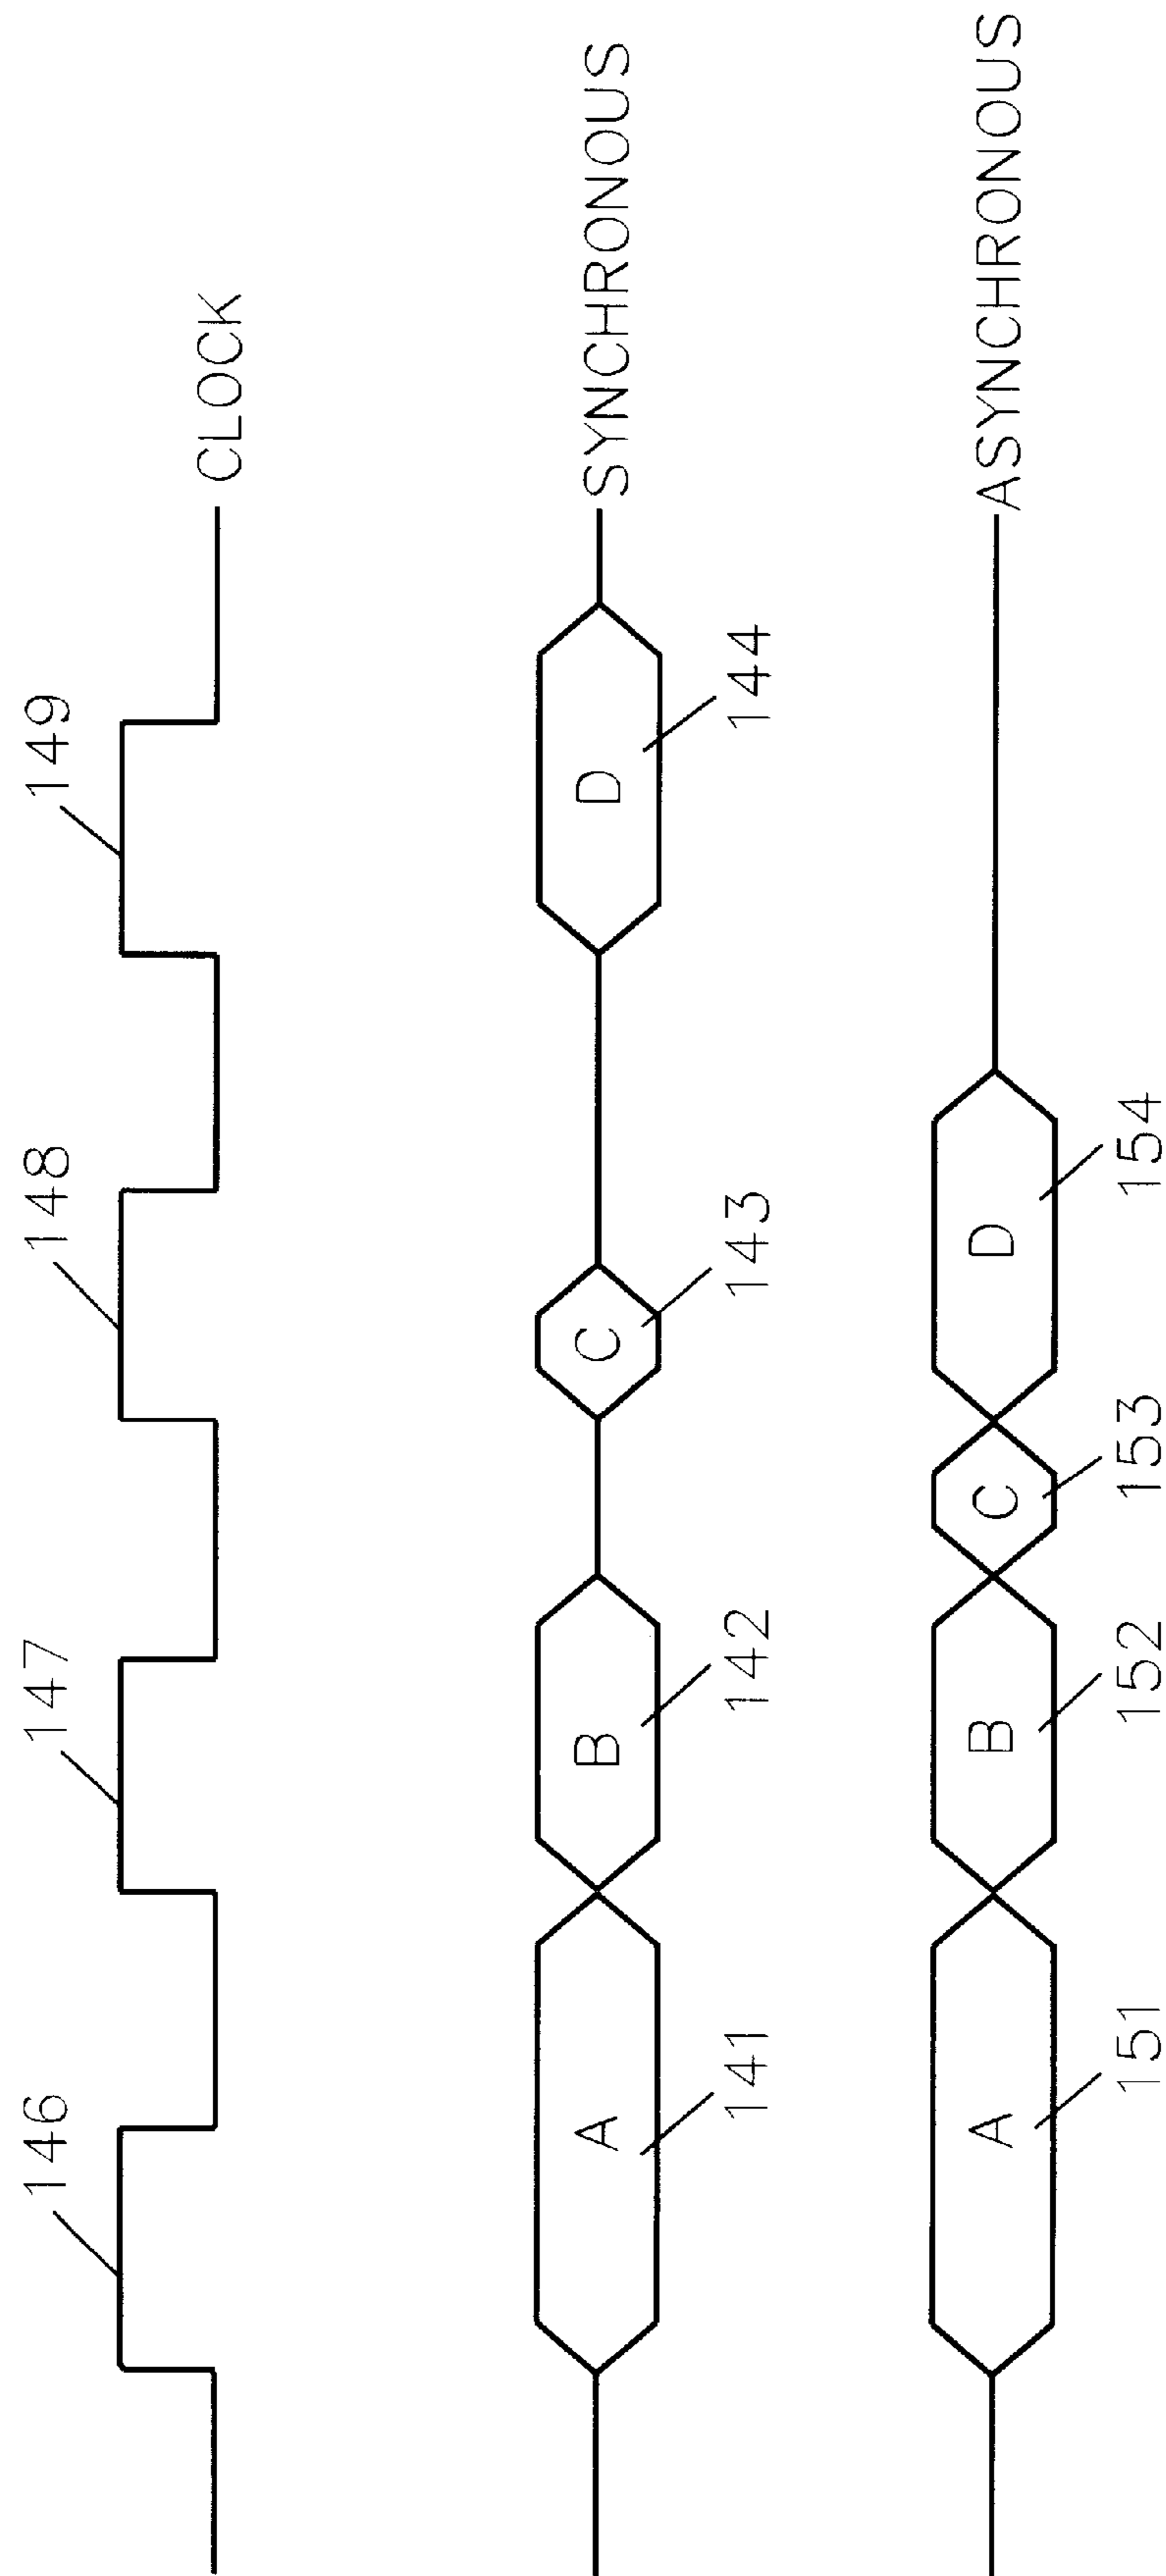 146
147
148
149
CLOCK
A
B
C
D
SYNCHRONOUS
141
142
143
144
A
B
C
D
ASYNCHRONOUS
151
152
153
154